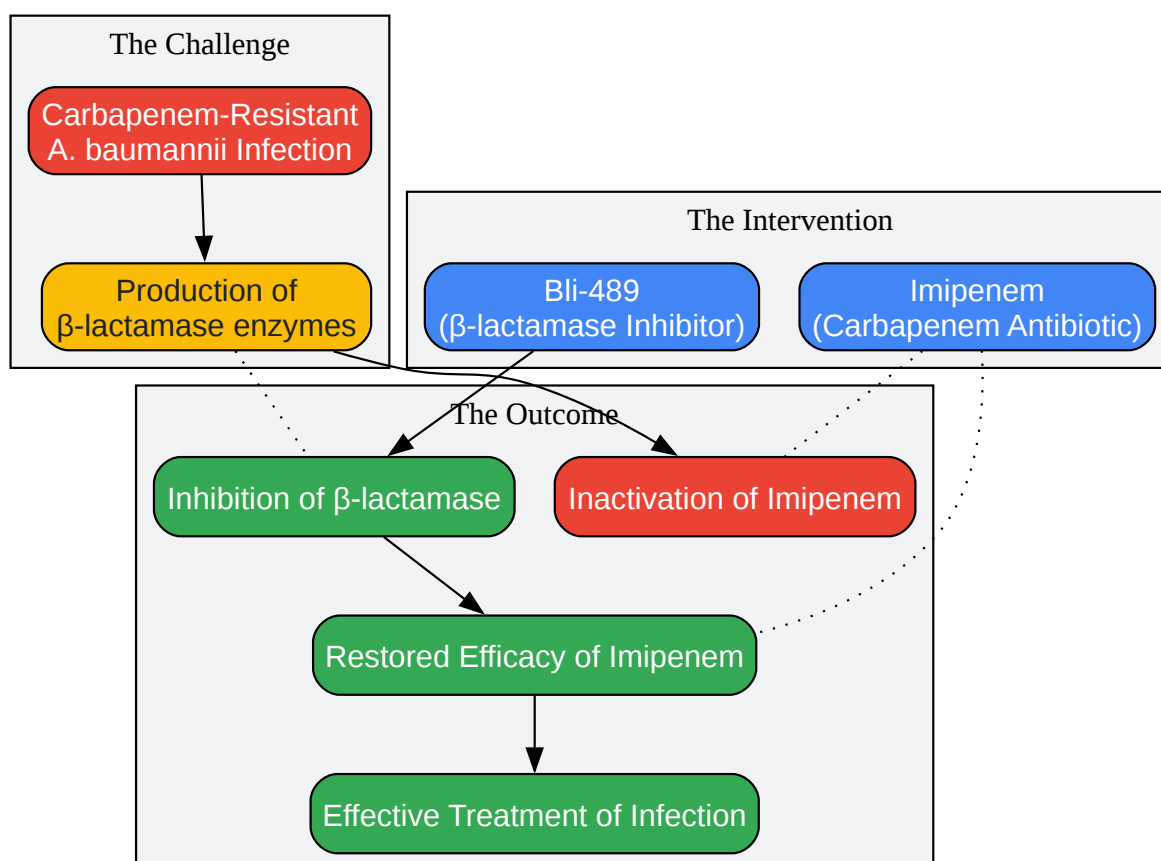 The Challenge
Carbapenem-Resistant
A. baumannii Infection
Production of
β-lactamase enzymes
The Intervention
Bli-489
(β-lactamase Inhibitor)
Imipenem
(Carbapenem Antibiotic)
The Outcome
Inhibition of β-lactamase
Inactivation of Imipenem
Restored Efficacy of Imipenem
Effective Treatment of Infection